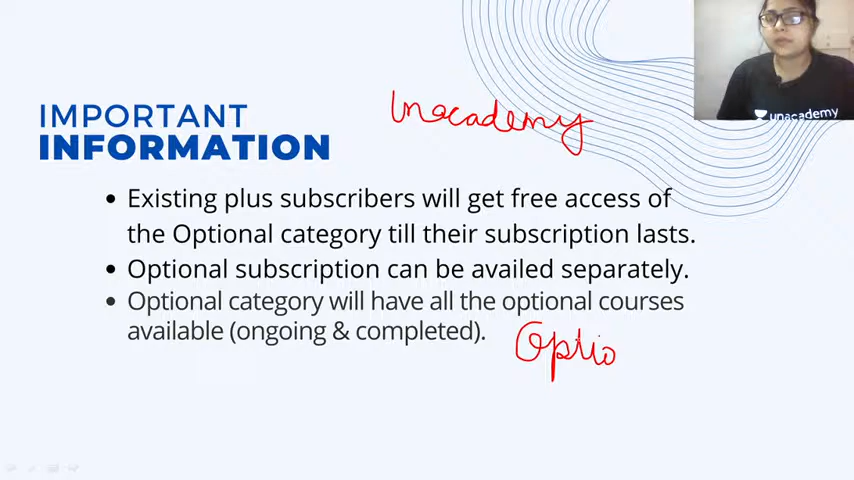 unacademy
IMPORTANT
INFORMATION
Unacademy
• Existing plus subscribers will get free access of
the Optional category till their subscription lasts.
• Optional subscription can be availed separately.
• Optional category will have all the optional courses
available (ongoing & completed).
Optio